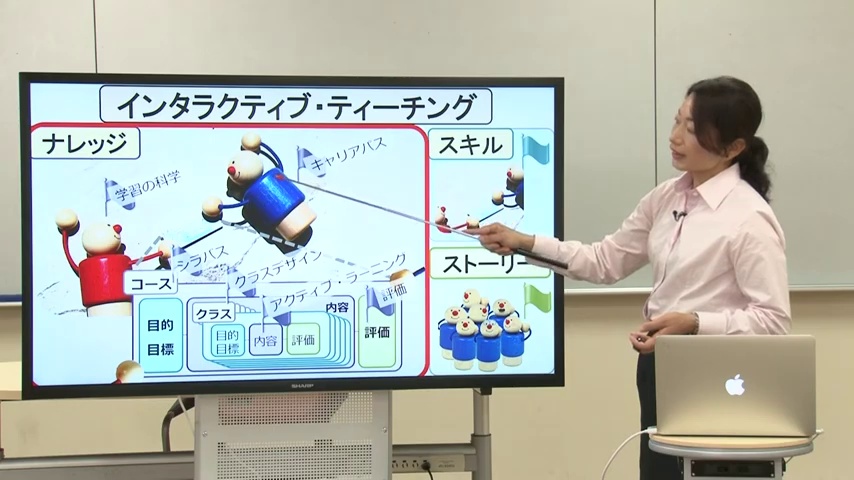 インタラクティブ・ティーチング
ナレッジ
スキル
学習の科学
キャリアパス
シラバス
クラスデザイン
アクティブ・ラーニング
評価
ストーリー
コース
目的
目標
クラス
内容
目的
目標
内容
評価
評価
SHARP